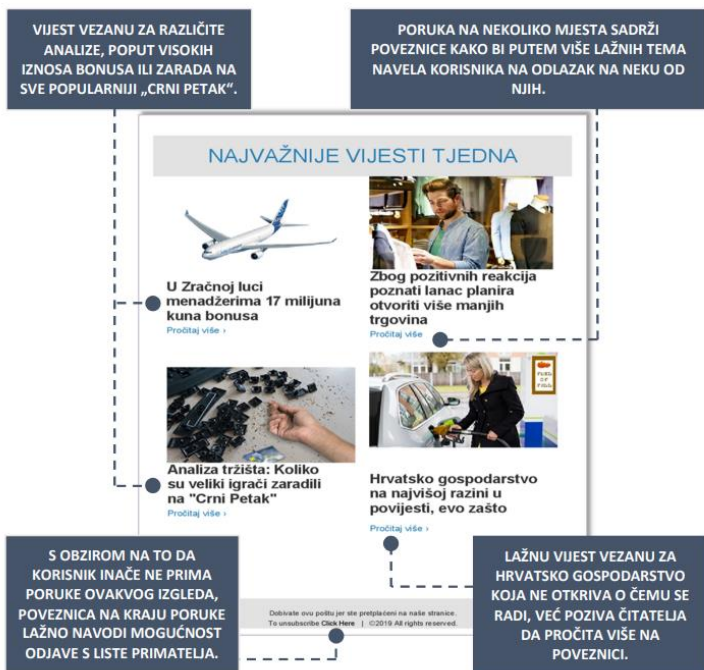 VIJEST VEZANU ZA RAZLIČITE
ANALIZE, POPUT VISOKIH
IZNOSA BONUSA ILI ZARADA NA
SVE POPULARNIJI „CRNI PETAK“.
PORUKA NA NEKOLIKO MJESTA SADRŽI
POVEZNICE KAKO BI PUTEM VIŠE LAŽNIH TEMA
NAVELA KORISNIKA NA ODLAZAK NA NEKU OD
NJIH.
NAJVAŽNIJE VIJESTI TJEDNA
U Zračnoj luci
menadžerima 17 milijuna
kuna bonusa
Pročitaj više ›
Zbog pozitivnih reakcija
poznati lanac planira
otvoriti više manjih
trgovina
Pročitaj više
Analiza tržišta: Koliko
su veliki igrači zaradili
na "Crni Petak"
Pročitaj više ›
Hrvatsko gospodarstvo
na najvišoj razini u
povijesti, evo zašto
Pročitaj više ›
S OBZIROM NA TO DA
KORISNIK INAČE NE PRIMA
PORUKE OVAKVOG IZGLEDA,
POVEZNICA NA KRAJU PORUKE
LAŽNO NAVODI MOGUĆNOST
ODJAVE S LISTE PRIMATELJA.
Dobivate ovu poštu jer ste pretplaćeni na naše stranice.
To unsubscribe Click Here | ©2019 All rights reserved.
LAŽNU VIJEST VEZANU ZA
HRVATSKO GOSPODARSTVO
KOJA NE OTKRIVA O ČEMU SE
RADI, VEĆ POZIVA ČITATELJA
DA PROČITA VIŠE NA
POVEZNICI.